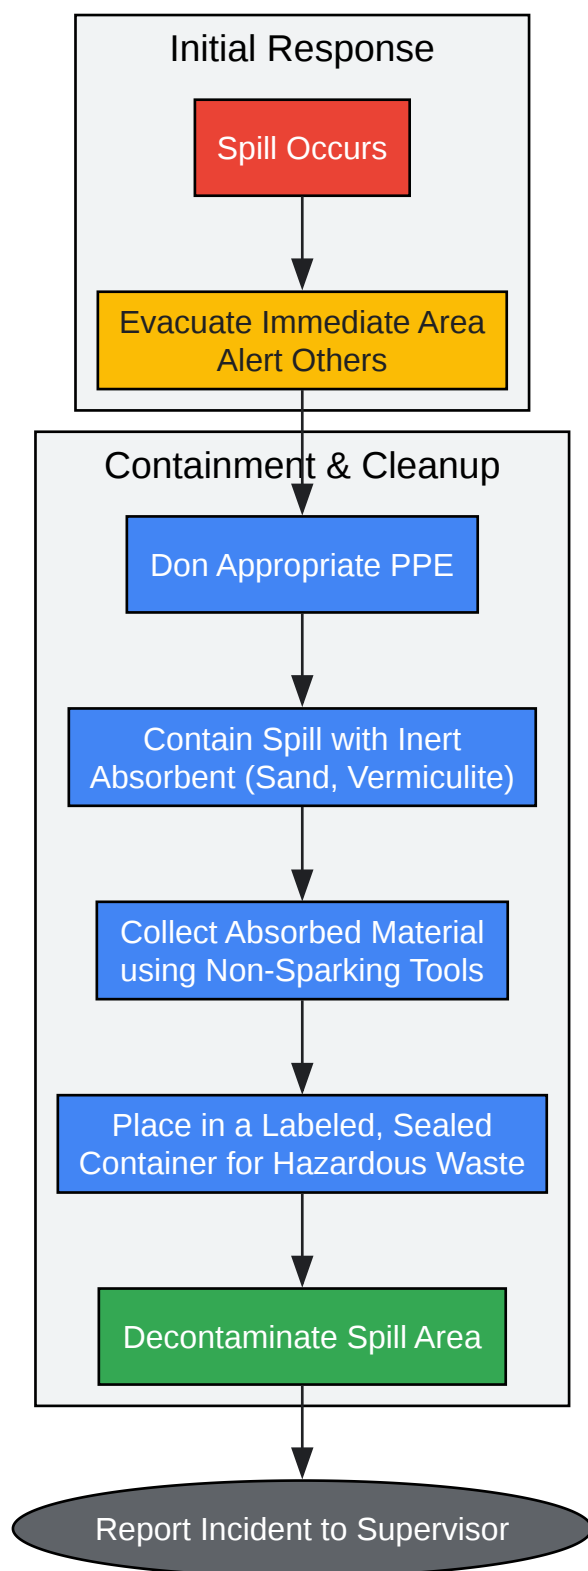 Initial Response
Spill Occurs
Evacuate Immediate Area
Alert Others
Containment & Cleanup
Don Appropriate PPE
Contain Spill with Inert
Absorbent (Sand, Vermiculite)
Collect Absorbed Material
using Non-Sparking Tools
Place in a Labeled, Sealed
Container for Hazardous Waste
Decontaminate Spill Area
Report Incident to Supervisor